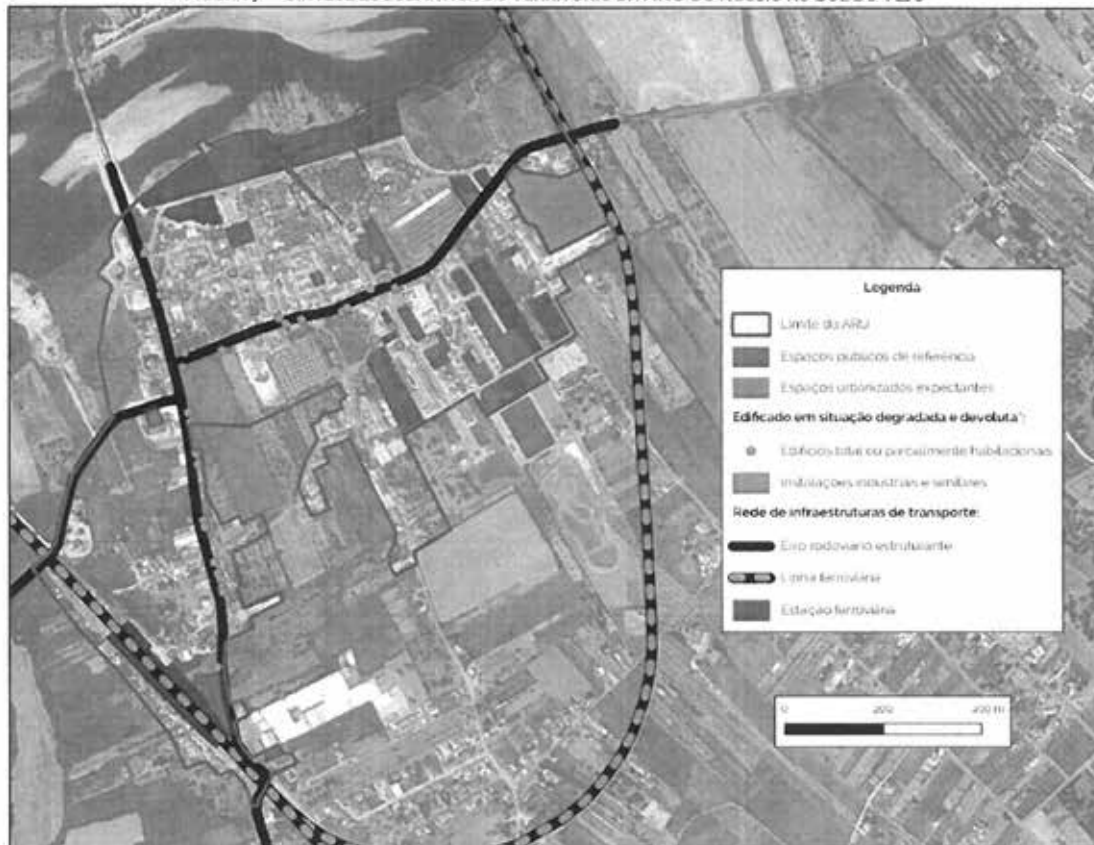 Legenda
Limite da ARU
Espaços públicos de referência
Espaços urbanizados expectantes
Edificado em situação degradada e devoluta*:
Edifícios total ou parcialmente habitacionais
Instalações industriais e similares
Rede de infraestruturas de transporte:
Eixo rodoviário estruturante
Linha ferroviária
Estação ferroviária
0 200 400 m